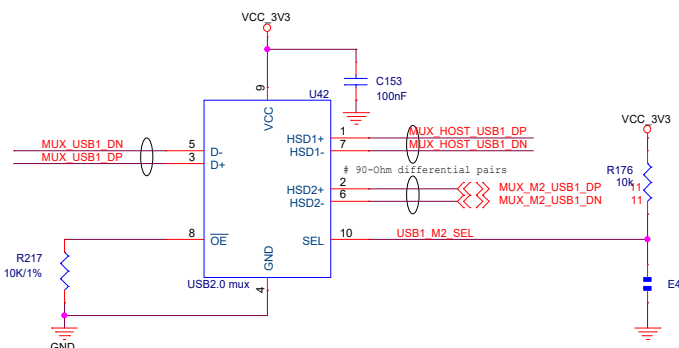 VCC_3V3
C153
100nF
U42
9
VCC
VCC_3V3
MUX_USB1_DN
5
D-
HSD1+
1
MUX_HOST_USB1_DP
MUX_USB1_DP
3
D+
HSD1-
7
MUX_HOST_USB1_DN
# 90-Ohm differential pairs
R176
10k
HSD2+
2
MUX_M2_USB1_DP
11
HSD2-
6
MUX_M2_USB1_DN
11
8
OE
SEL
10
USB1_M2_SEL
R217
10K/1%
GND
4
USB2.0 mux
E4
GND